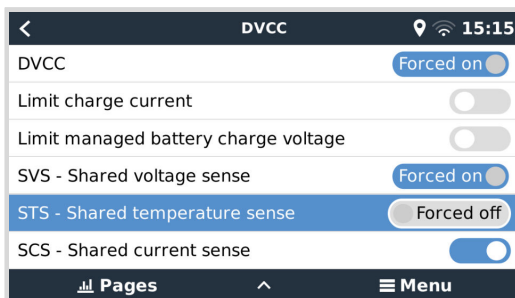 DVCC 15:15
DVCC Forced on
Limit charge current
Limit managed battery charge voltage
SVS - Shared voltage sense Forced on
STS - Shared temperature sense Forced off
SCS - Shared current sense
Pages Menu